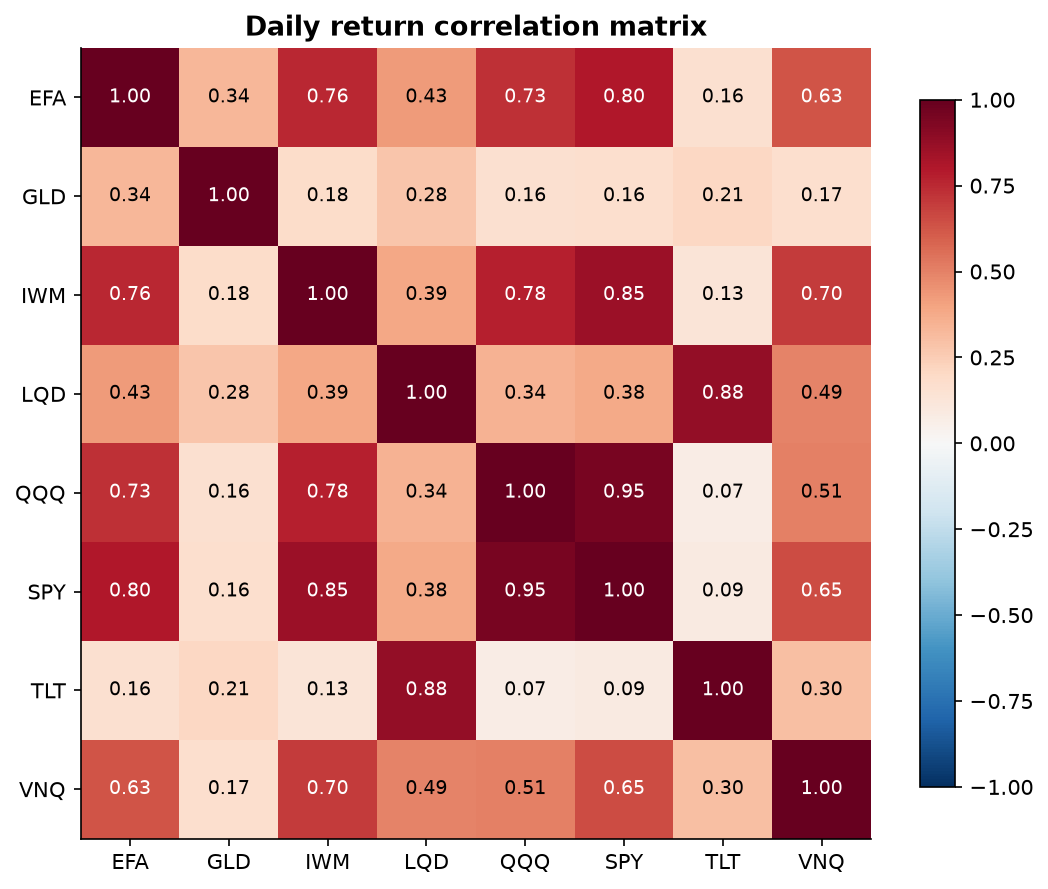 Daily return correlation matrix
EFA 1.00 0.34 0.76 0.43 0.73 0.80 0.16 0.63
GLD 0.34 1.00 0.18 0.28 0.16 0.16 0.21 0.17
IWM 0.76 0.18 1.00 0.39 0.78 0.85 0.13 0.70
LQD 0.43 0.28 0.39 1.00 0.34 0.38 0.88 0.49
QQQ 0.73 0.16 0.78 0.34 1.00 0.95 0.07 0.51
SPY 0.80 0.16 0.85 0.38 0.95 1.00 0.09 0.65
TLT 0.16 0.21 0.13 0.88 0.07 0.09 1.00 0.30
VNQ 0.63 0.17 0.70 0.49 0.51 0.65 0.30 1.00
EFA GLD IWM LQD QQQ SPY TLT VNQ
1.00
0.75
0.50
0.25
0.00
−0.25
−0.50
−0.75
−1.00